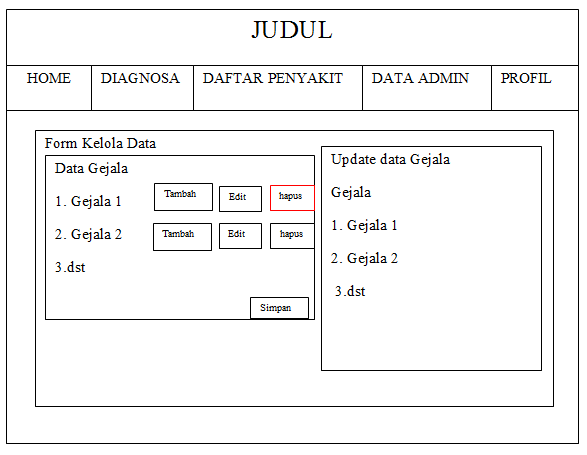 JUDUL
HOME DIAGNOSA DAFTAR PENYAKIT DATA ADMIN PROFIL
Form Kelola Data
Data Gejala
1. Gejala 1 Tambah Edit hapus
2. Gejala 2 Tambah Edit hapus
3.dst
Simpan
Update data Gejala
Gejala
1. Gejala 1
2. Gejala 2
3.dst